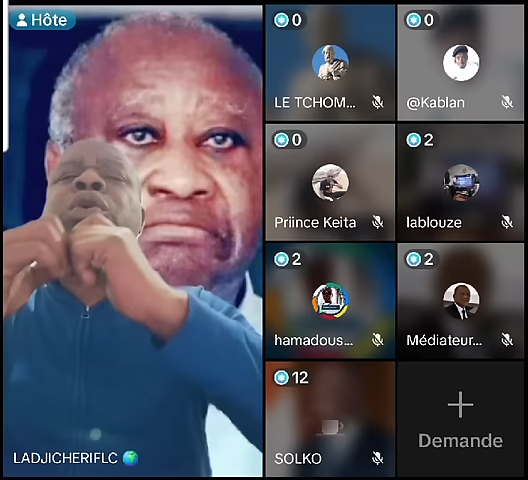 Hôte
LADJICHERIFLC 🌍
0
LE TCHOM...
0
@Kablan
0
Priince Keita
2
lablouze
2
hamadous...
2
Médiateur...
12
SOLKO
+
Demande